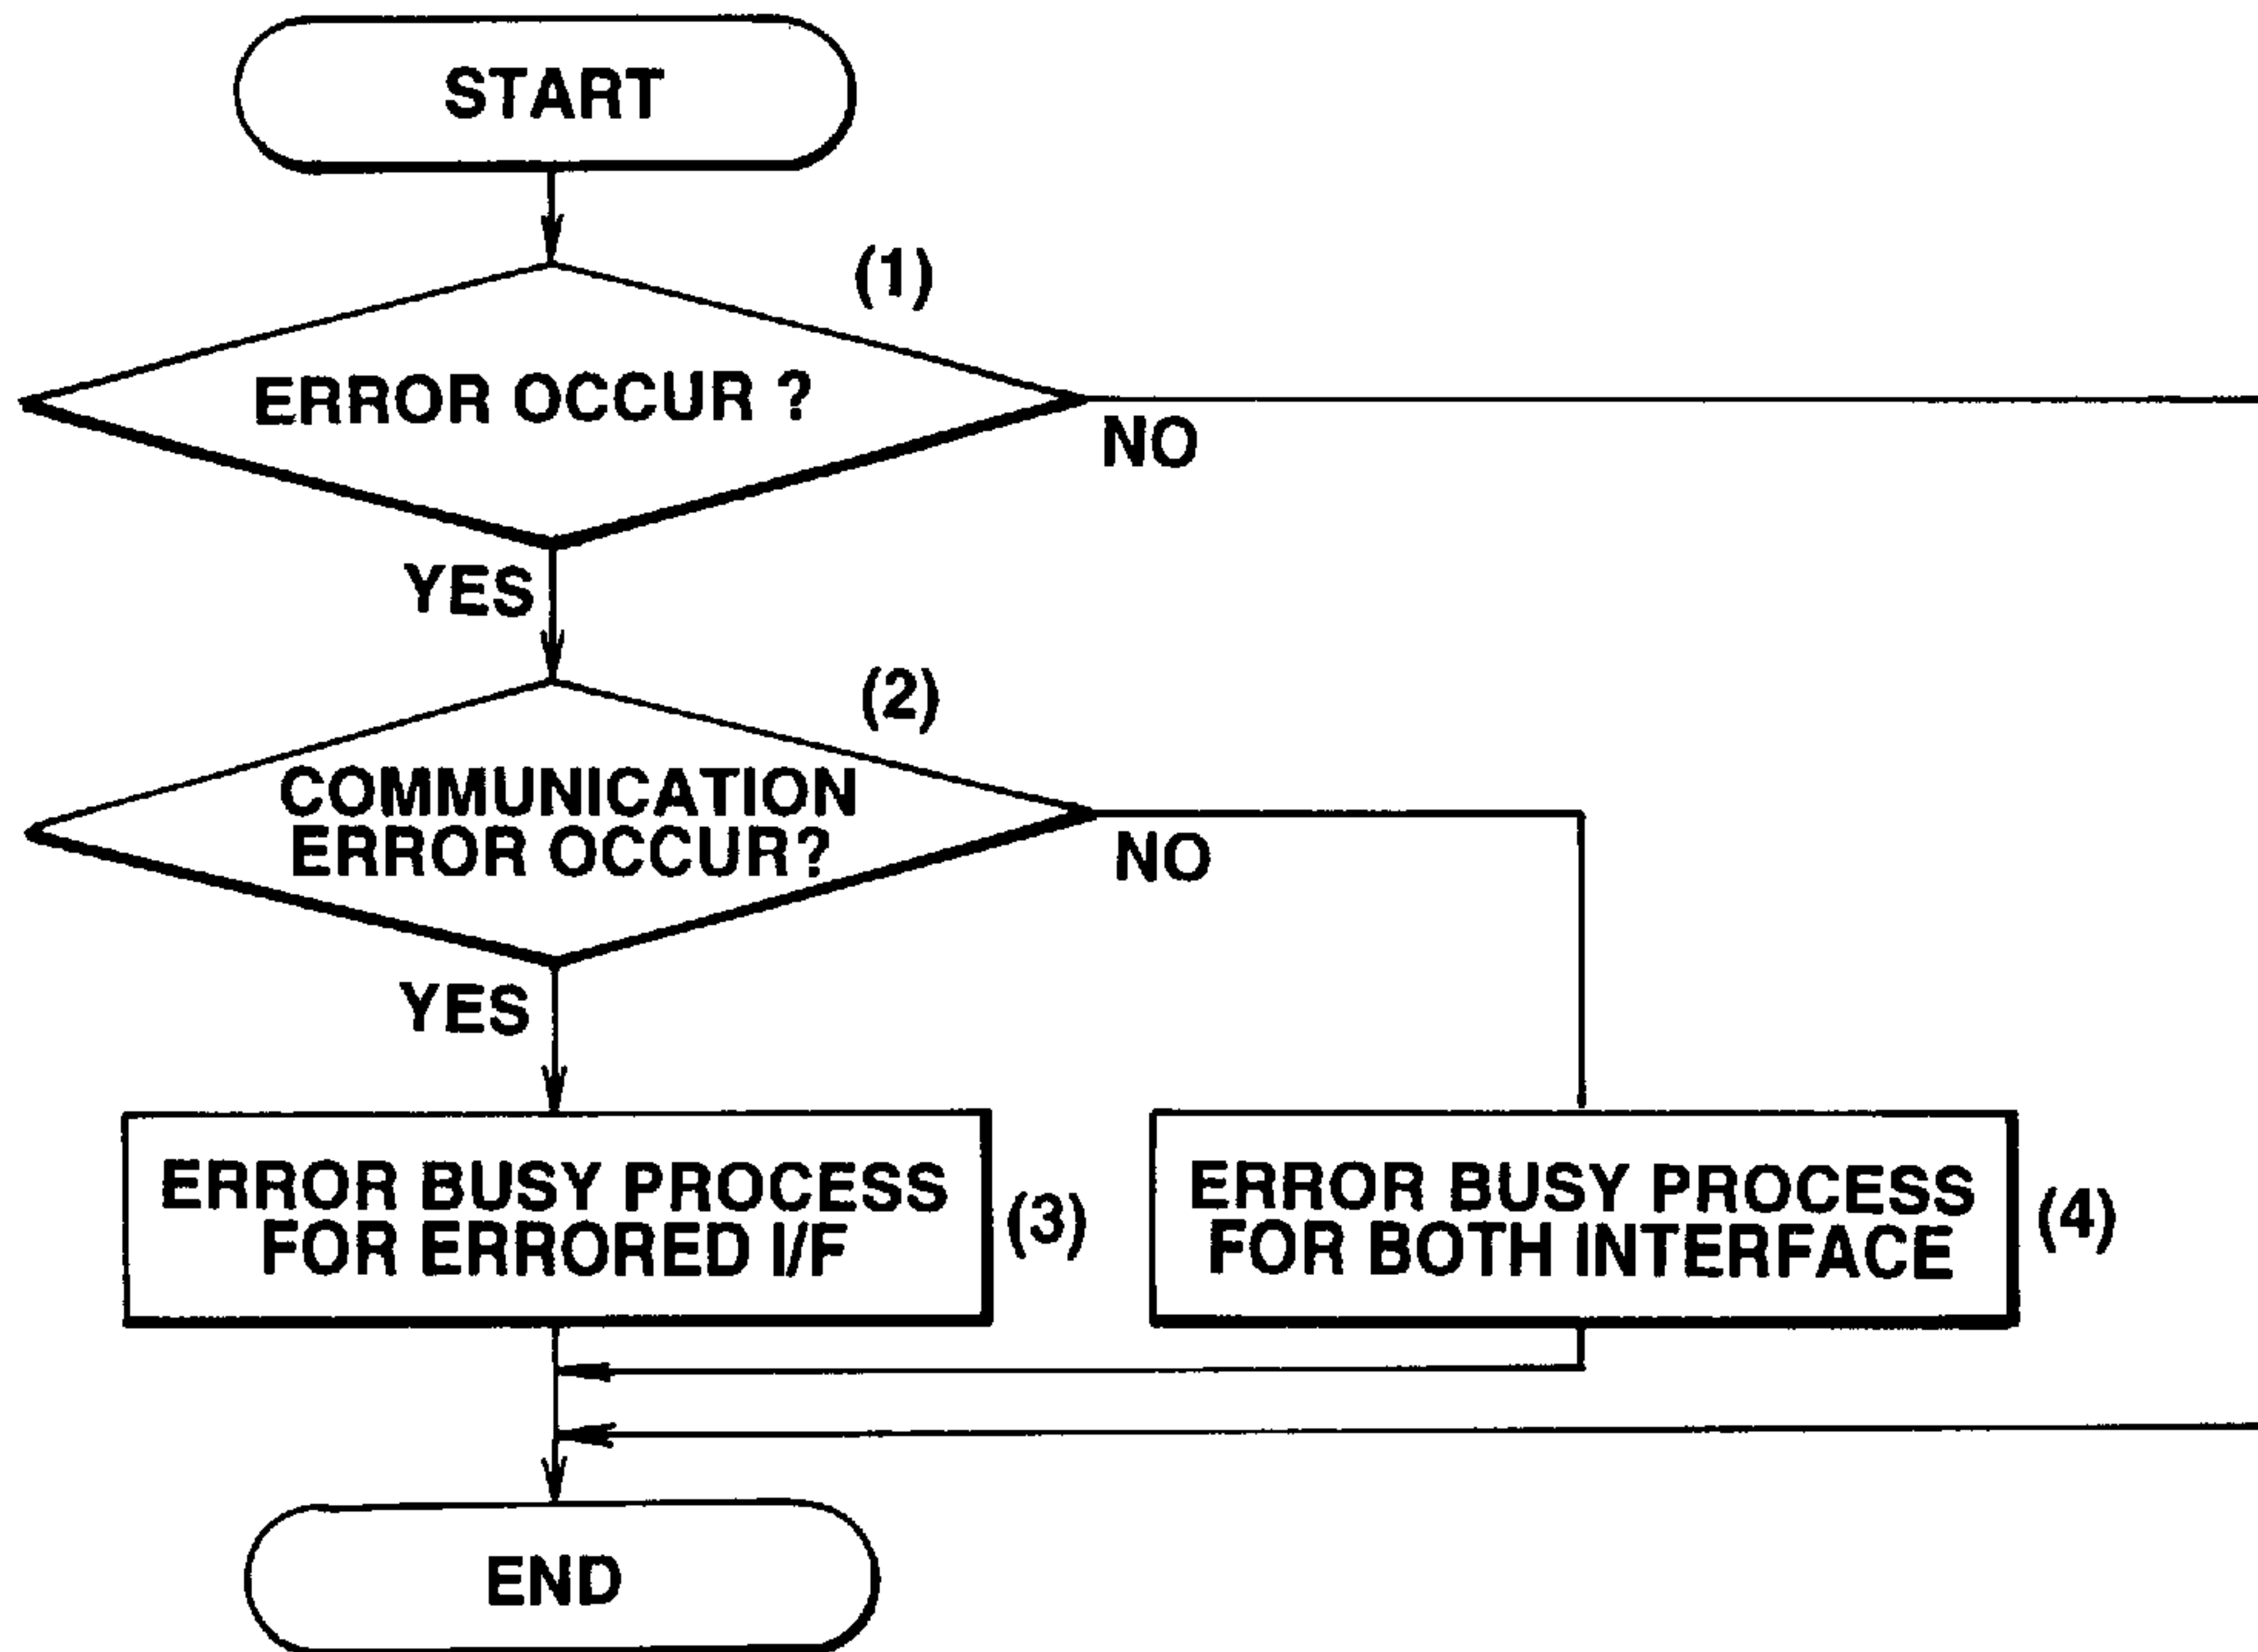 START
(1)
ERROR OCCUR ?
NO
YES
(2)
COMMUNICATION
ERROR OCCUR?
NO
YES
ERROR BUSY PROCESS
FOR ERRORED I/F
(3)
ERROR BUSY PROCESS
FOR BOTH INTERFACE
(4)
END